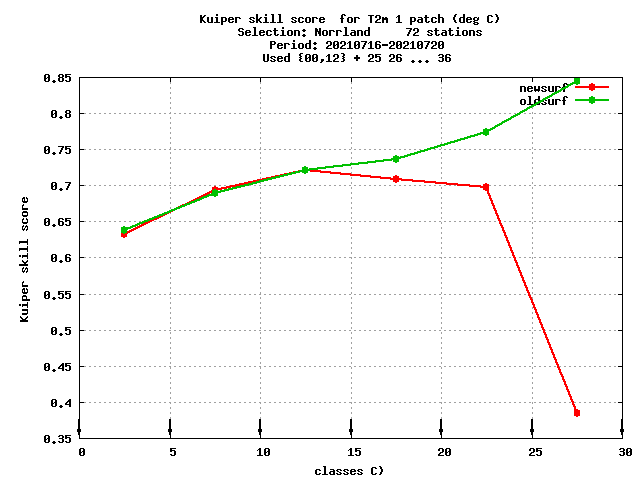 Kuiper skill score  for T2m 1 patch (deg C)
Selection: Norrland     72 stations
Period: 20210716-20210720
Used {00,12} + 25 26 ... 36
newsurf
oldsurf
0.85
0.8
0.75
0.7
0.65
0.6
0.55
0.5
0.45
0.4
0.35
Kuiper skill score
0 5 10 15 20 25 30
classes C)